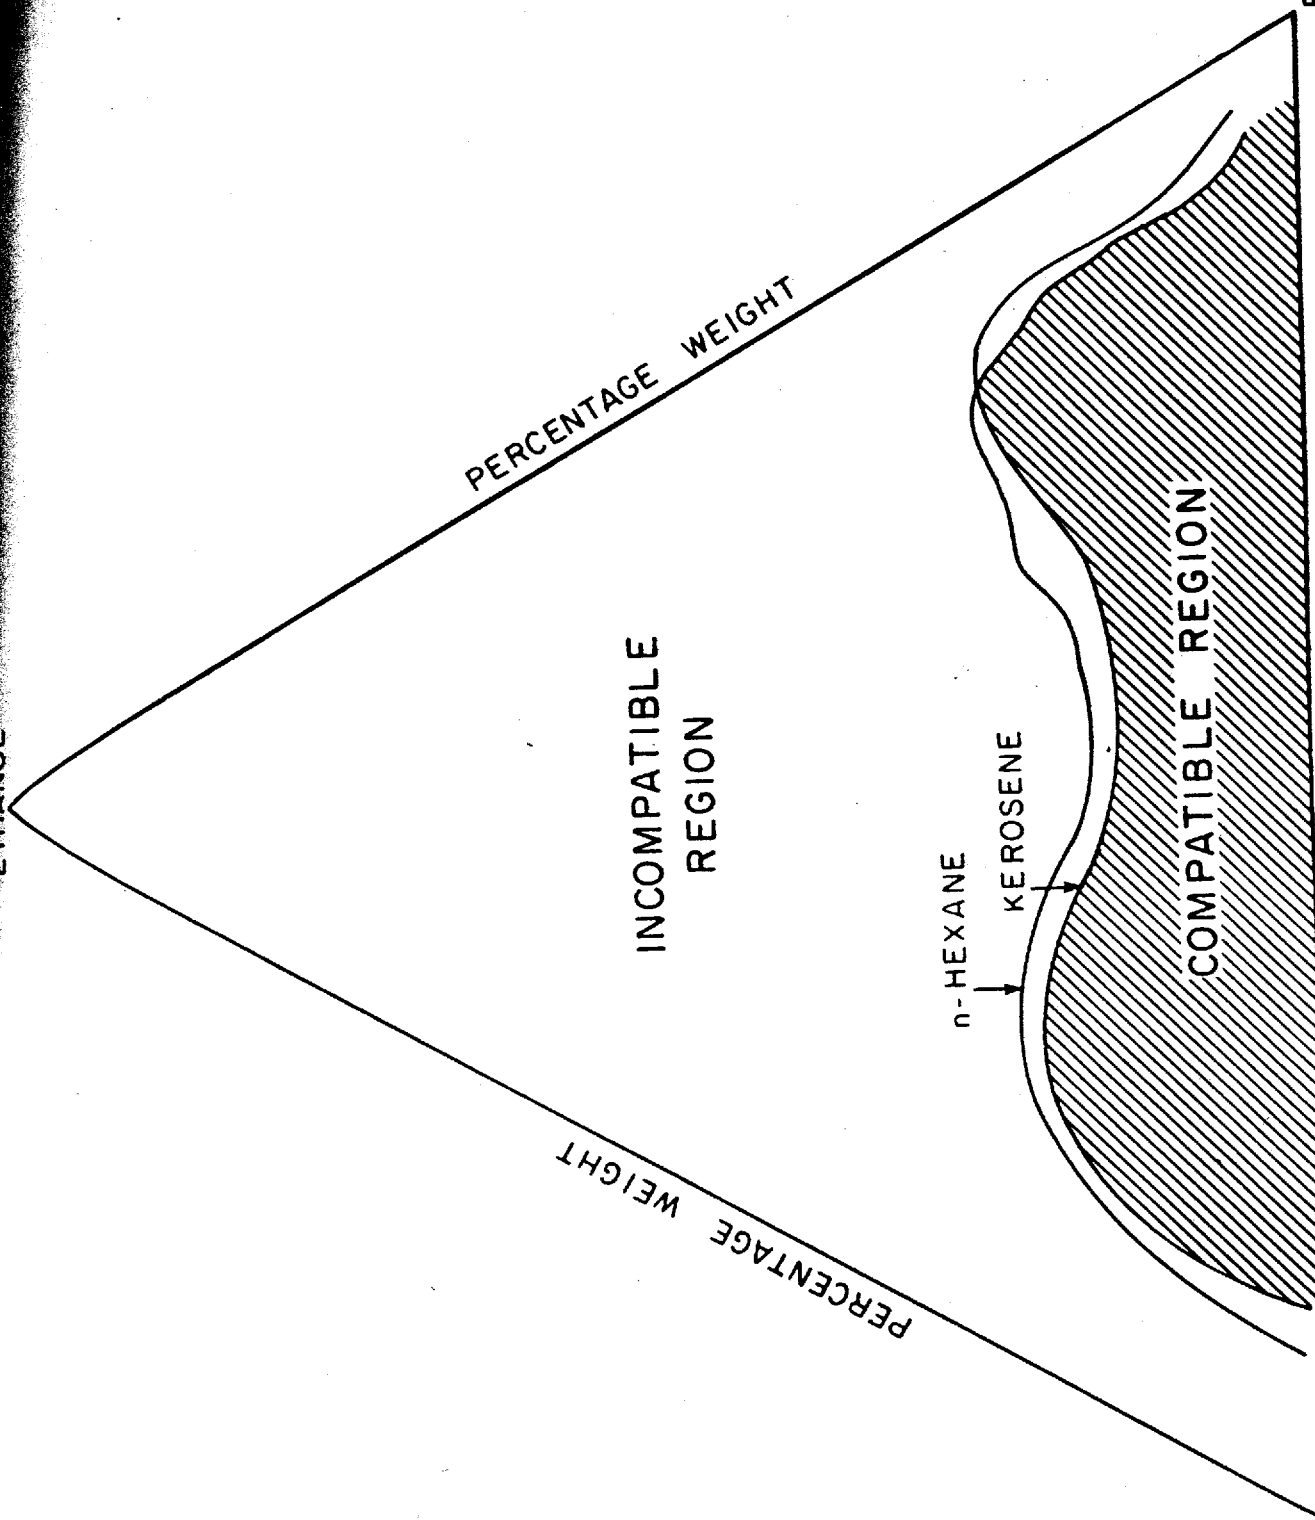 PERCENTAGE WEIGHT
INCOMPATIBLE
REGION
n-HEXANE
KEROSENE
COMPATIBLE REGION
PERCENTAGE WEIGHT